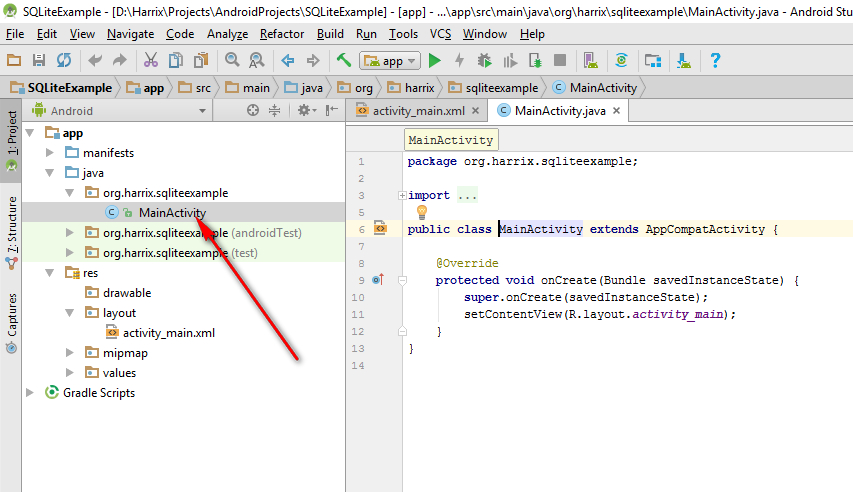 SQLiteExample - [D:\Harrix\Projects\AndroidProjects\SQLiteExample] - [app] - ...\app\src\main\java\org\harrix\sqliteexample\MainActivity.java - Android Stu
File Edit View Navigate Code Analyze Refactor Build Run Tools VCS Window Help
app
SQLiteExample app src main java org harrix sqliteexample MainActivity
1: Project
7: Structure
Captures
Android
app
manifests
java
org.harrix.sqliteexample
MainActivity
org.harrix.sqliteexample (androidTest)
org.harrix.sqliteexample (test)
res
drawable
layout
activity_main.xml
mipmap
values
Gradle Scripts
activity_main.xml MainActivity.java
MainActivity
1 package org.harrix.sqliteexample;
2
3 import ...
5
6 public class MainActivity extends AppCompatActivity {
7
8 @Override
9 protected void onCreate(Bundle savedInstanceState) {
10 super.onCreate(savedInstanceState);
11 setContentView(R.layout.activity_main);
12 }
13 }
14